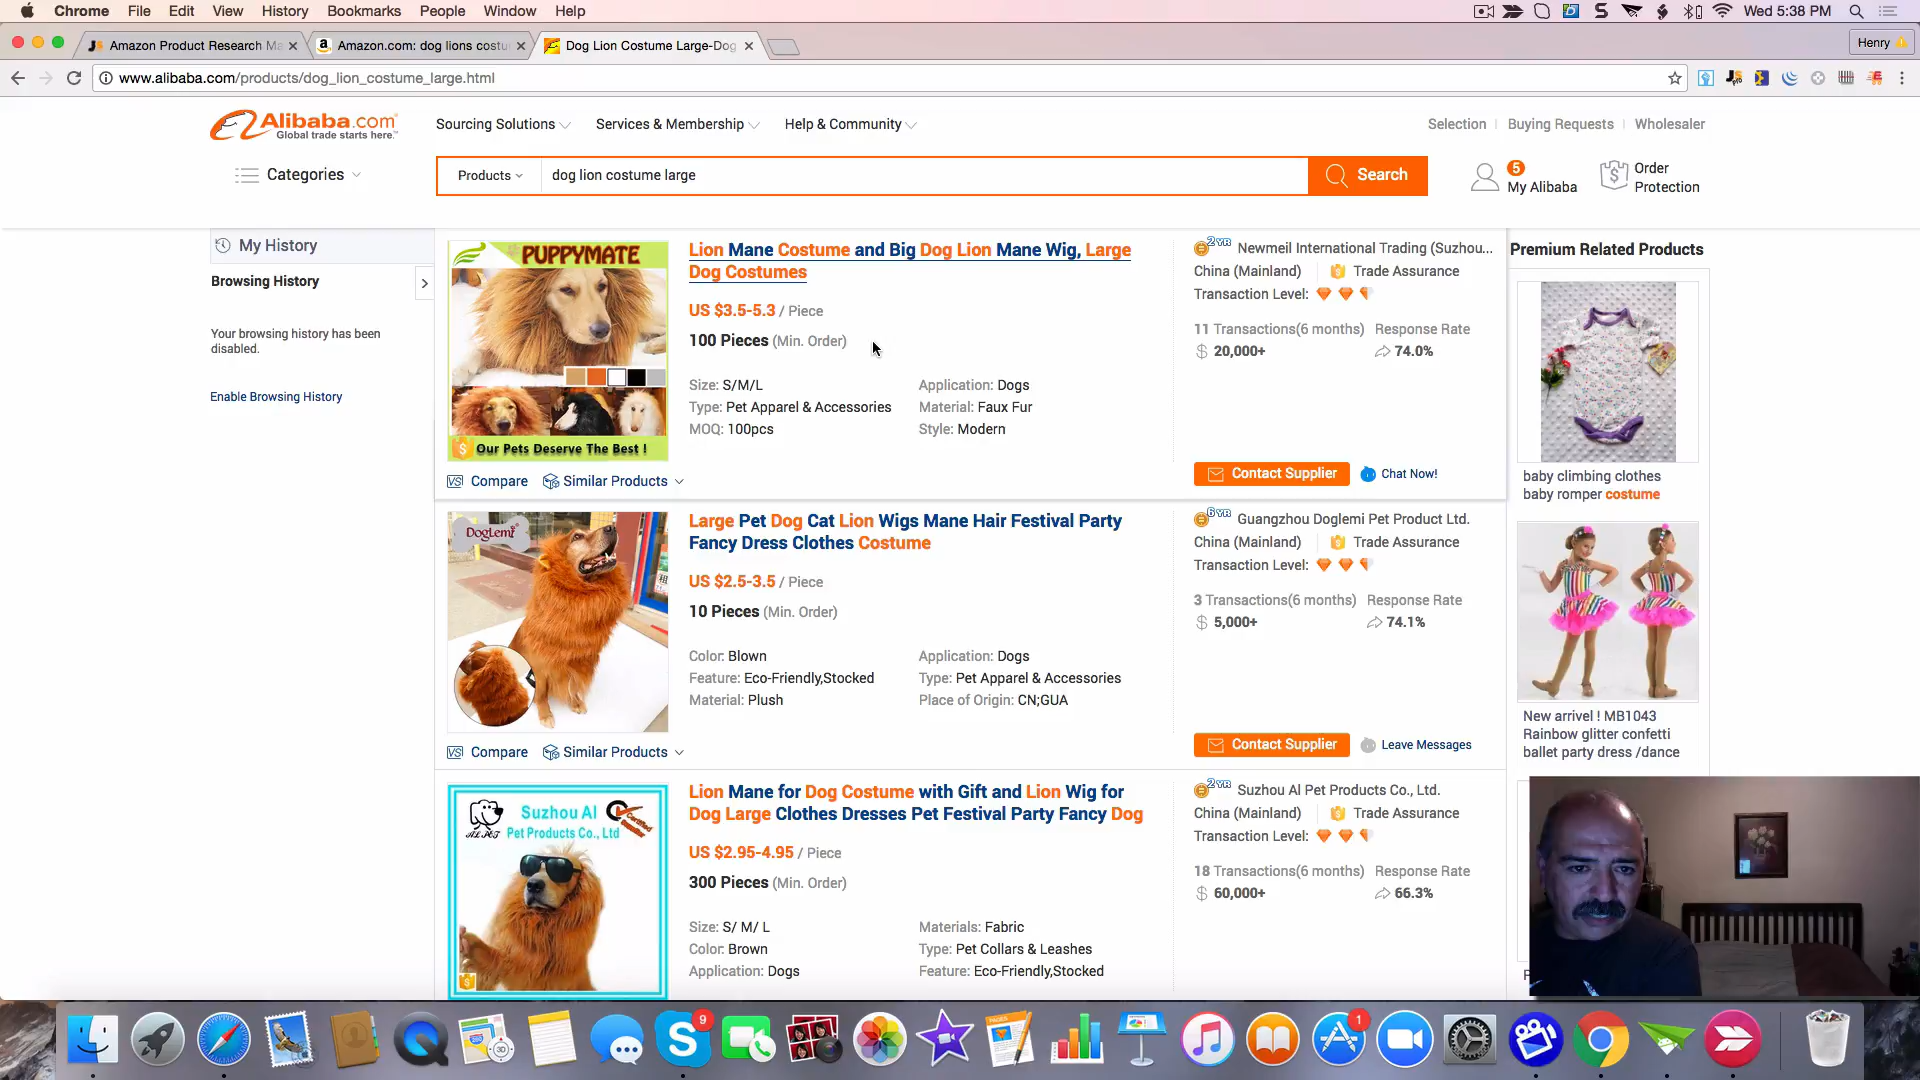 Chrome File Edit View History Bookmarks People Window Help
Wed 5:38 PM
Amazon Product Research Ma
Amazon.com: dog lions costu
Dog Lion Costume Large-Dog
Henry
www.alibaba.com/products/dog_lion_costume_large.html
Alibaba.com
Global trade starts here.™
Sourcing Solutions
Services & Membership
Help & Community
Selection
Buying Requests
Wholesaler
Categories
Products
dog lion costume large
Search
5
My Alibaba
Order
Protection
My History
Browsing History
Your browsing history has been
disabled.
Enable Browsing History
PUPPYMATE
Our Pets Deserve The Best !
Lion Mane Costume and Big Dog Lion Mane Wig, Large
Dog Costumes
US $3.5-5.3 / Piece
100 Pieces (Min. Order)
Size: S/M/L
Application: Dogs
Type: Pet Apparel & Accessories
Material: Faux Fur
MOQ: 100pcs
Style: Modern
2YR
Newmeil International Trading (Suzhou...
China (Mainland)
Trade Assurance
Transaction Level:
11 Transactions(6 months)
Response Rate
$ 20,000+
74.0%
Contact Supplier
Chat Now!
VS Compare
Similar Products
DogLemi
Large Pet Dog Cat Lion Wigs Mane Hair Festival Party
Fancy Dress Clothes Costume
US $2.5-3.5 / Piece
10 Pieces (Min. Order)
Color: Blown
Application: Dogs
Feature: Eco-Friendly,Stocked
Type: Pet Apparel & Accessories
Material: Plush
Place of Origin: CN;GUA
6YR
Guangzhou Doglemi Pet Product Ltd.
China (Mainland)
Trade Assurance
Transaction Level:
3 Transactions(6 months)
Response Rate
$ 5,000+
74.1%
Contact Supplier
Leave Messages
VS Compare
Similar Products
Suzhou Al
Pet Products Co., Ltd
Lion Mane for Dog Costume with Gift and Lion Wig for
Dog Large Clothes Dresses Pet Festival Party Fancy Dog
US $2.95-4.95 / Piece
300 Pieces (Min. Order)
Size: S/ M/ L
Materials: Fabric
Color: Brown
Type: Pet Collars & Leashes
Application: Dogs
Feature: Eco-Friendly,Stocked
2YR
Suzhou Al Pet Products Co., Ltd.
China (Mainland)
Trade Assurance
Transaction Level:
18 Transactions(6 months)
Response Rate
$ 60,000+
66.3%
Premium Related Products
baby climbing clothes
baby romper costume
New arrival ! MB1043
Rainbow glitter confetti
ballet party dress /dance
9
1